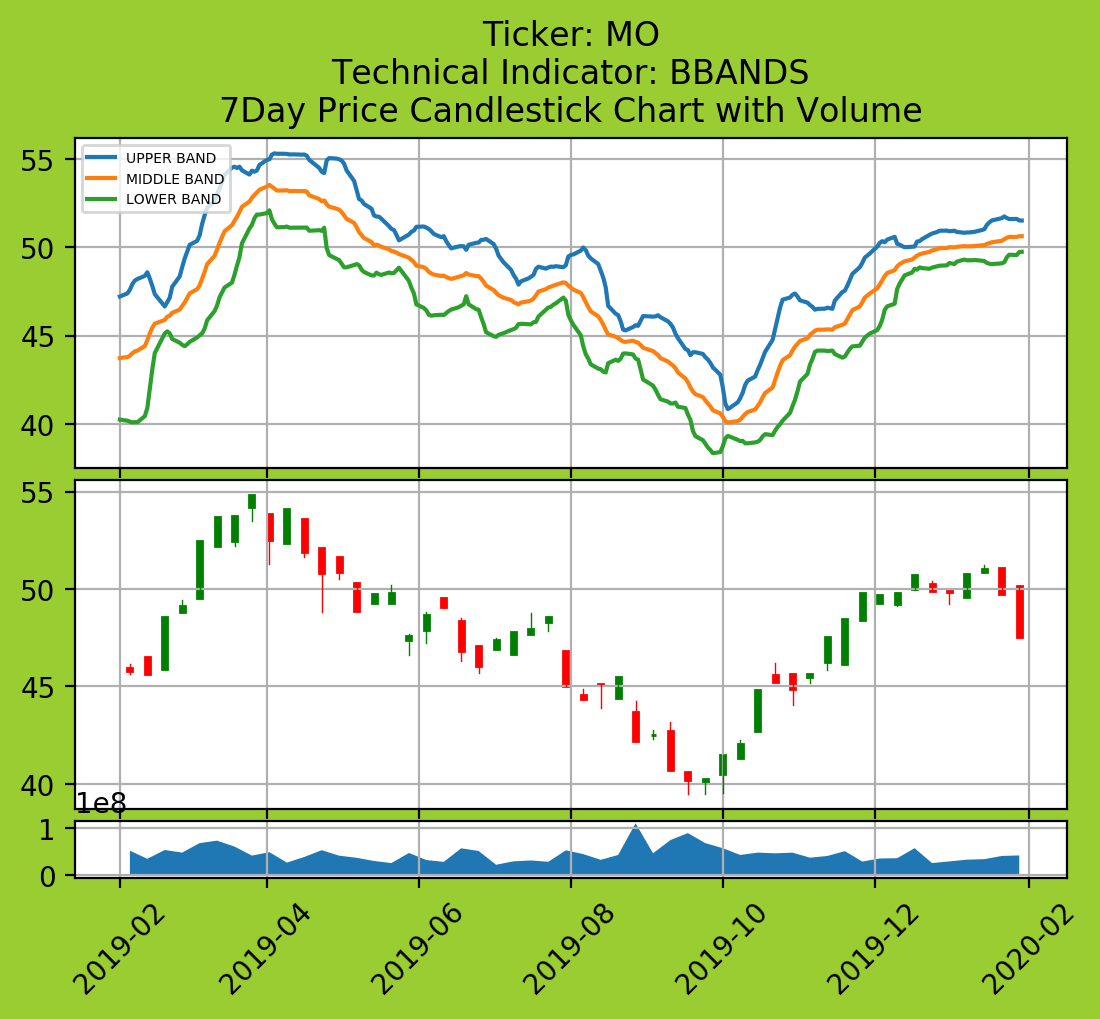 Ticker: MO
Technical Indicator: BBANDS
7Day Price Candlestick Chart with Volume
UPPER BAND
MIDDLE BAND
LOWER BAND
55
50
45
40
55
50
45
40
1e8
1
0
2019-02
2019-04
2019-06
2019-08
2019-10
2019-12
2020-02